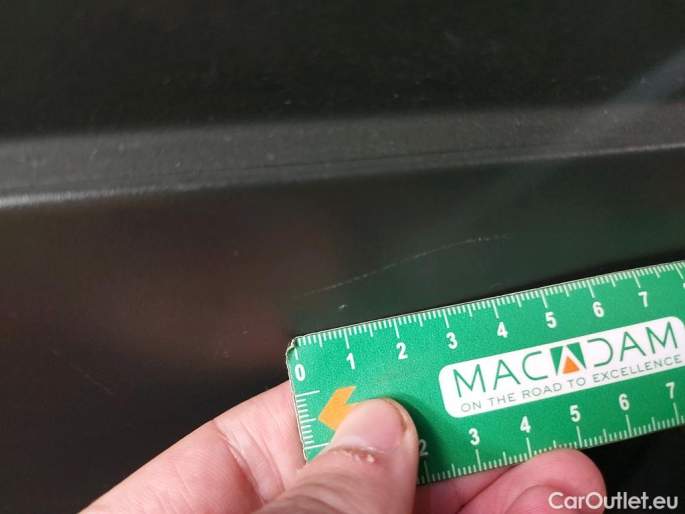 0 1 2 3 4 5 6 7
MACADAM
ON THE ROAD TO EXCELLENCE
2 3 4 5 6 7
CarOutlet.eu